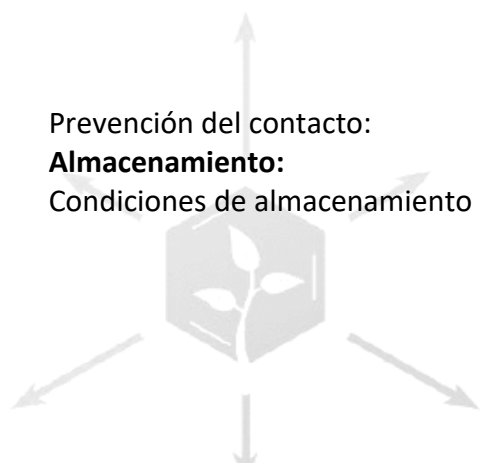 Prevención del contacto:
Almacenamiento:
Condiciones de almacenamiento